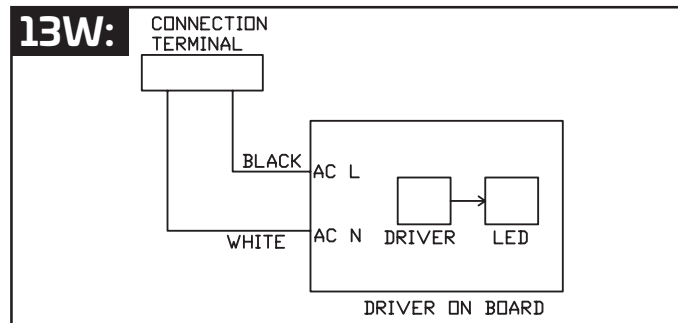 13W:
CONNECTION
TERMINAL
BLACK
AC L
WHITE
AC N
DRIVER
LED
DRIVER ON BOARD